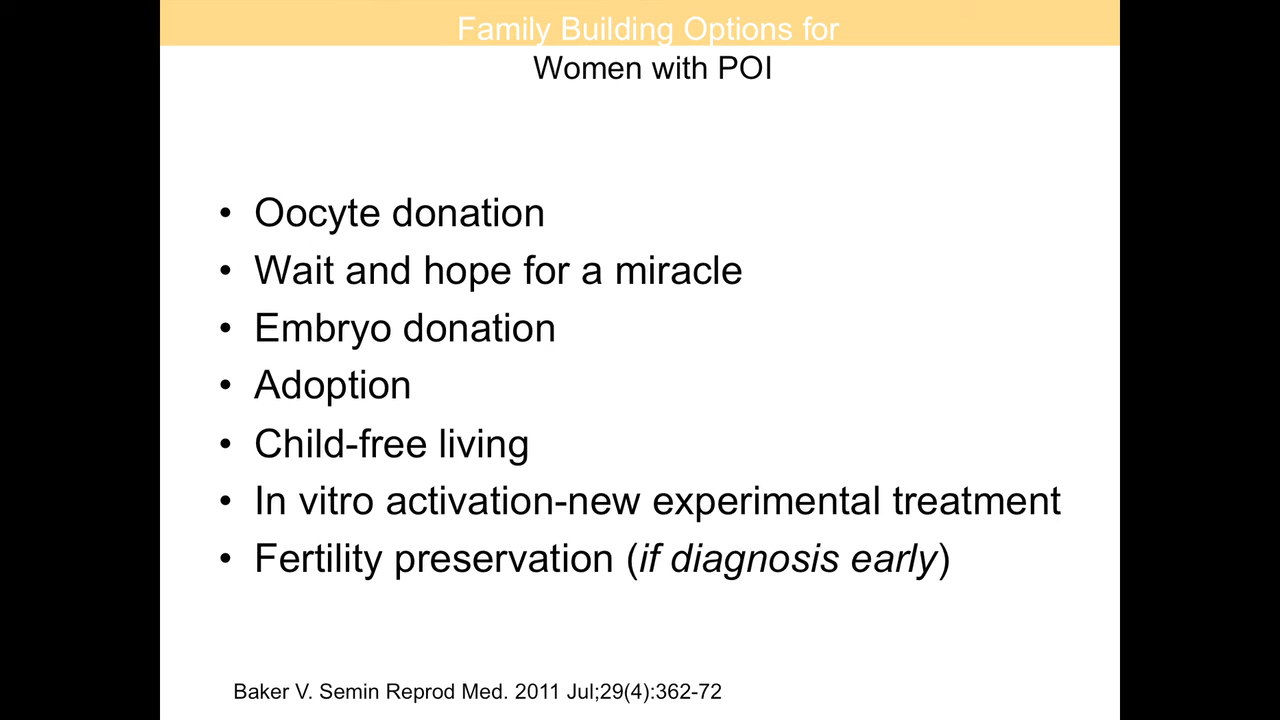 Family Building Options for
Women with POI
• Oocyte donation
• Wait and hope for a miracle
• Embryo donation
• Adoption
• Child-free living
• In vitro activation-new experimental treatment
• Fertility preservation (if diagnosis early)
Baker V. Semin Reprod Med. 2011 Jul;29(4):362-72